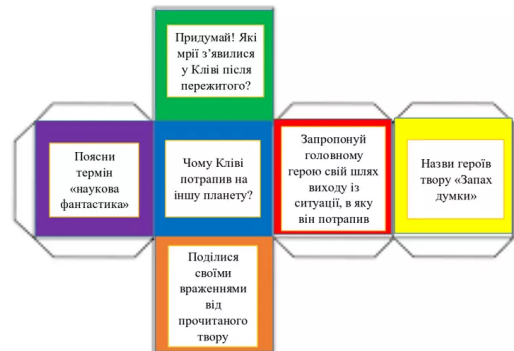 Придумай! Які
мрії з’явилися
у Кліві після
пережитого?
Поясни
термін
«наукова
фантастика»
Чому Кліві
потрапив на
іншу планету?
Запропонуй
головному
герою свій шлях
виходу із
ситуації, в яку
він потрапив
Назви героїв
твору «Запах
думки»
Поділися
своїми
враженнями
від
прочитаного
твору